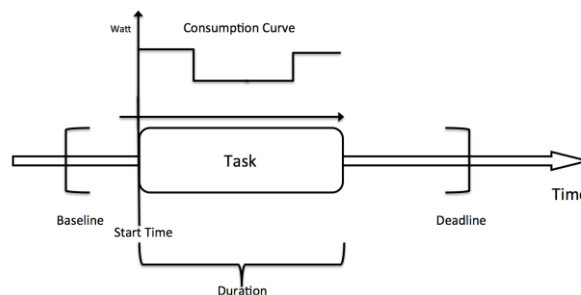 Watt
Consumption Curve
Task
Time
Baseline
Deadline
Start Time
Duration